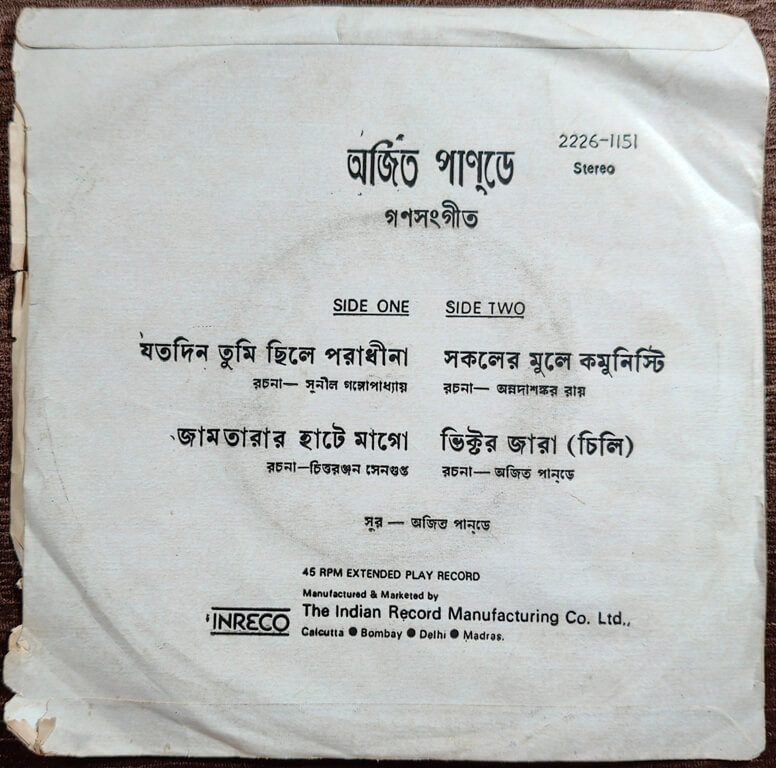 অজিত পাণ্ডে
2226-1151
Stereo
গণসংগীত
SIDE ONE
যতদিন তুমি ছিলে পরাধীনা
রচনা— সুনীল গঙ্গোপাধ্যায়
জামতারার হাটে মাগো
রচনা—চিত্তরঞ্জন সেনগুপ্ত
SIDE TWO
সকলের মুলে কমুনিস্টি
রচনা— অন্নদাশঙ্কর রায়
ভিক্টর জারা (চিলি)
রচনা— অজিত পান্ডে
সুর — অজিত পান্ডে
45 RPM EXTENDED PLAY RECORD
Manufactured & Marketed by
INRECO
The Indian Record Manufacturing Co. Ltd.,
Calcutta ● Bombay ● Delhi ● Madras.